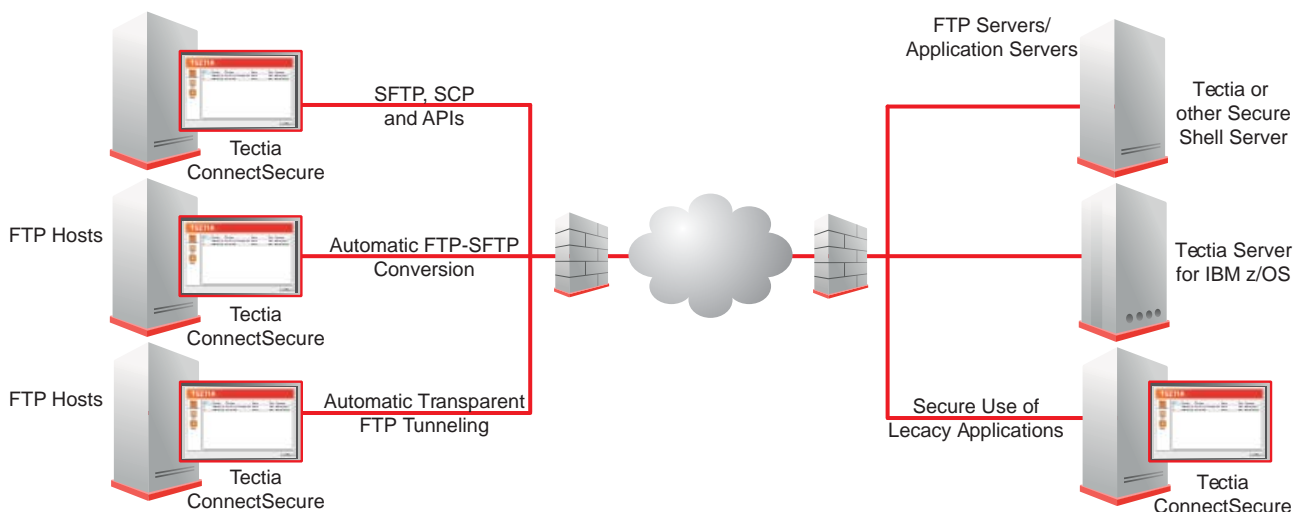 FTP Servers/
Application Servers
SFTP, SCP
and APIs
Tectia
ConnectSecure
Tectia or
other Secure
Shell Server
FTP Hosts
Automatic FTP-SFTP
Conversion
Tectia
ConnectSecure
Tectia Server
for IBM z/OS
FTP Hosts
Automatic Transparent
FTP Tunneling
Tectia
ConnectSecure
Secure Use of
Lecacy Applications
Tectia
ConnectSecure